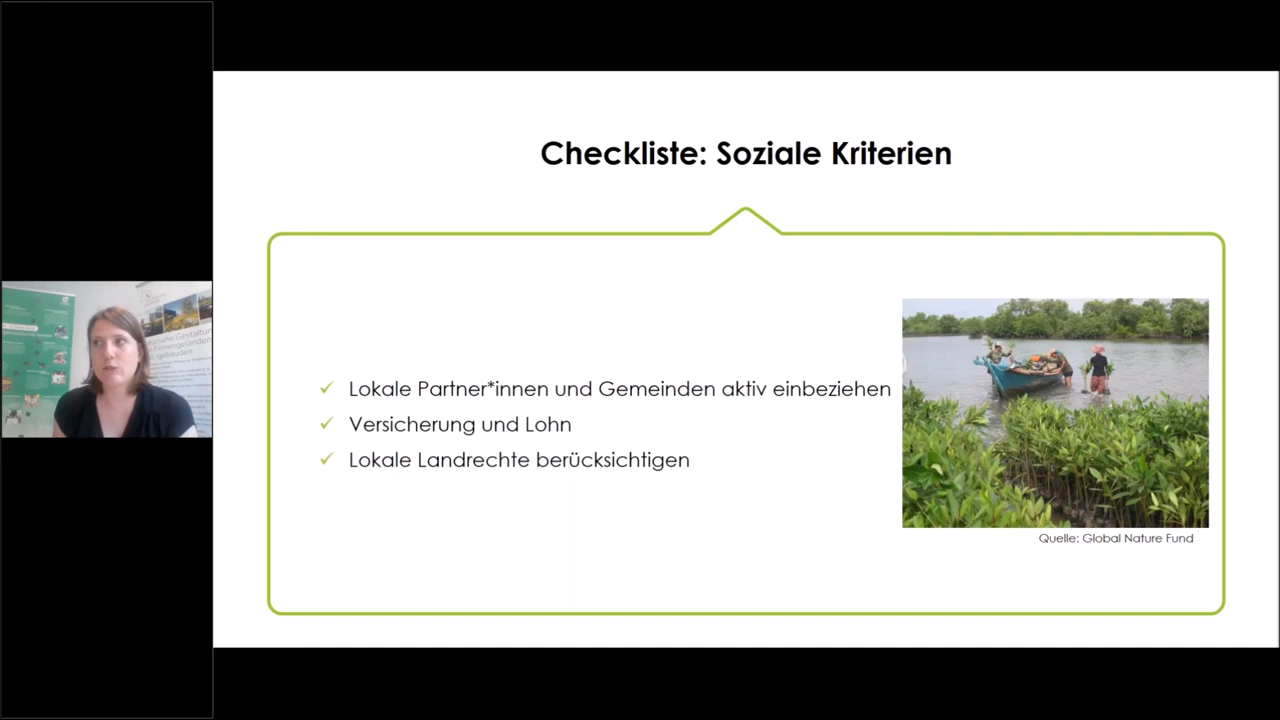 Checkliste: Soziale Kriterien
✓ Lokale Partner*innen und Gemeinden aktiv einbeziehen
✓ Versicherung und Lohn
✓ Lokale Landrechte berücksichtigen
Quelle: Global Nature Fund